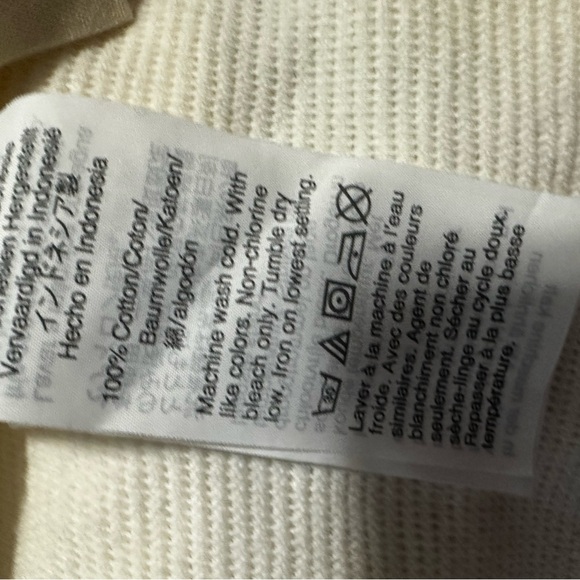 Vervaardigd in Indonesië
インドネシア製
Hecho en Indonesia
100% Cotton/Coton/
Baumwolle/Katoen/
綿/algodón
Machine wash cold. With
like colors. Non-chlorine
bleach only. Tumble dry
low. Iron on lowest setting.
Laver à la machine à l'eau
froide. Avec des couleurs
similaires. Agent de
blanchiment non chloré
seulement. Sécher au
sèche-linge au cycle doux.
Repasser à la plus basse
température.